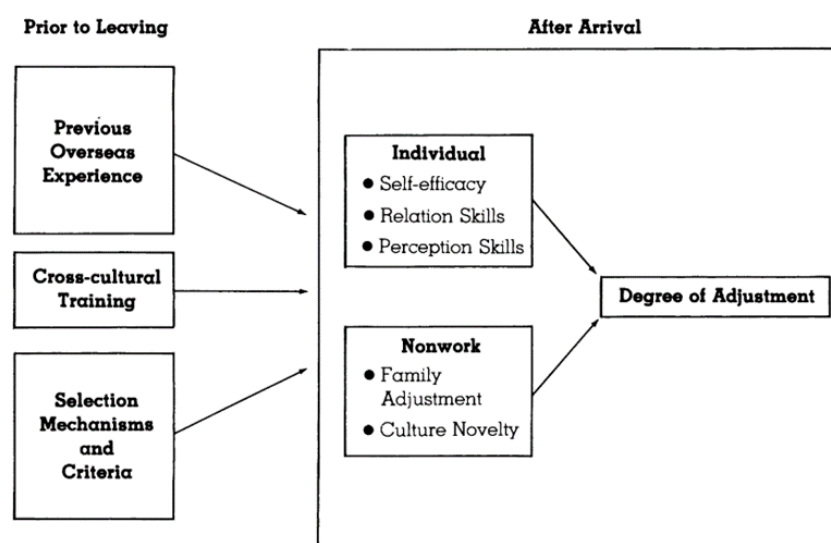 Prior to Leaving
After Arrival
Previous
Overseas
Experience
Cross-cultural
Training
Selection
Mechanisms
and
Criteria
Individual
● Self-efficacy
● Relation Skills
● Perception Skills
Nonwork
● Family
Adjustment
● Culture Novelty
Degree of Adjustment